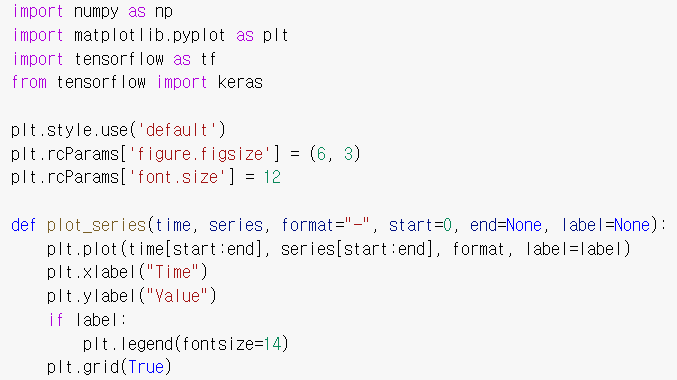 import numpy as np
import matplotlib.pyplot as plt
import tensorflow as tf
from tensorflow import keras

plt.style.use('default')
plt.rcParams['figure.figsize'] = (6, 3)
plt.rcParams['font.size'] = 12

def plot_series(time, series, format="-", start=0, end=None, label=None):
    plt.plot(time[start:end], series[start:end], format, label=label)
    plt.xlabel("Time")
    plt.ylabel("Value")
    if label:
        plt.legend(fontsize=14)
    plt.grid(True)